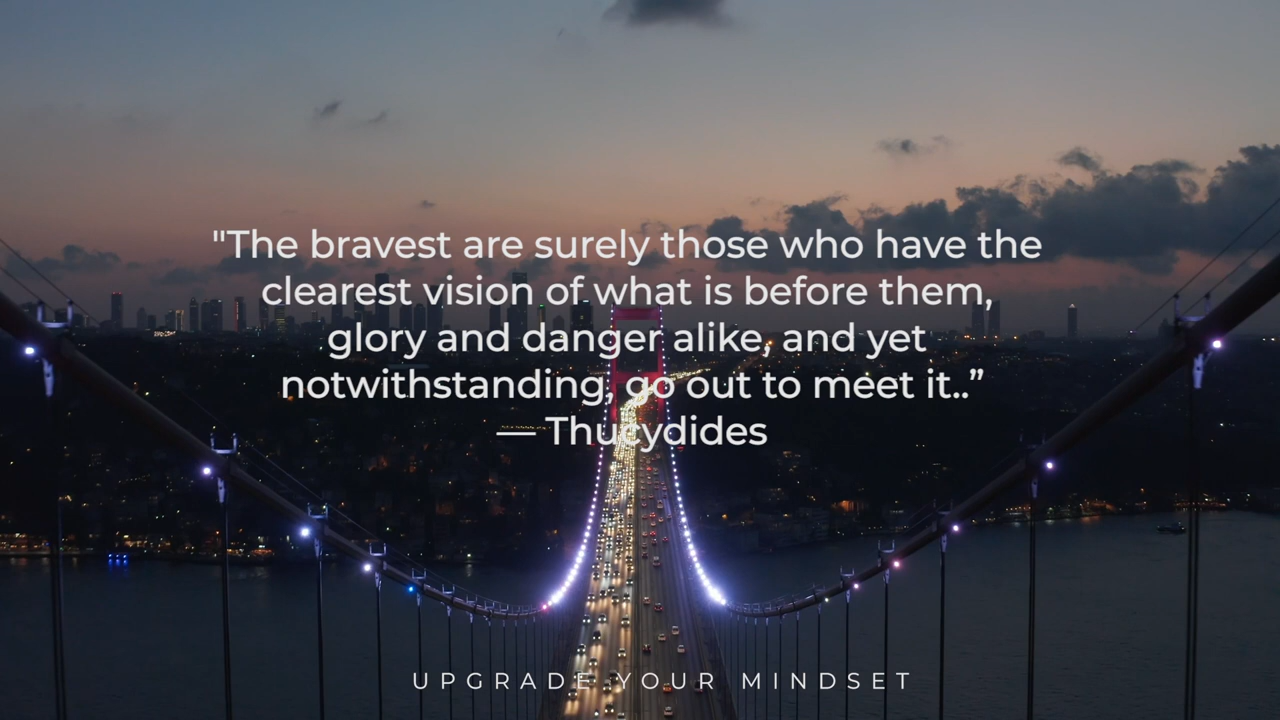 "The bravest are surely those who have the
clearest vision of what is before them,
glory and danger alike, and yet
notwithstanding, go out to meet it..”
— Thucydides
UPGRADE YOUR MINDSET